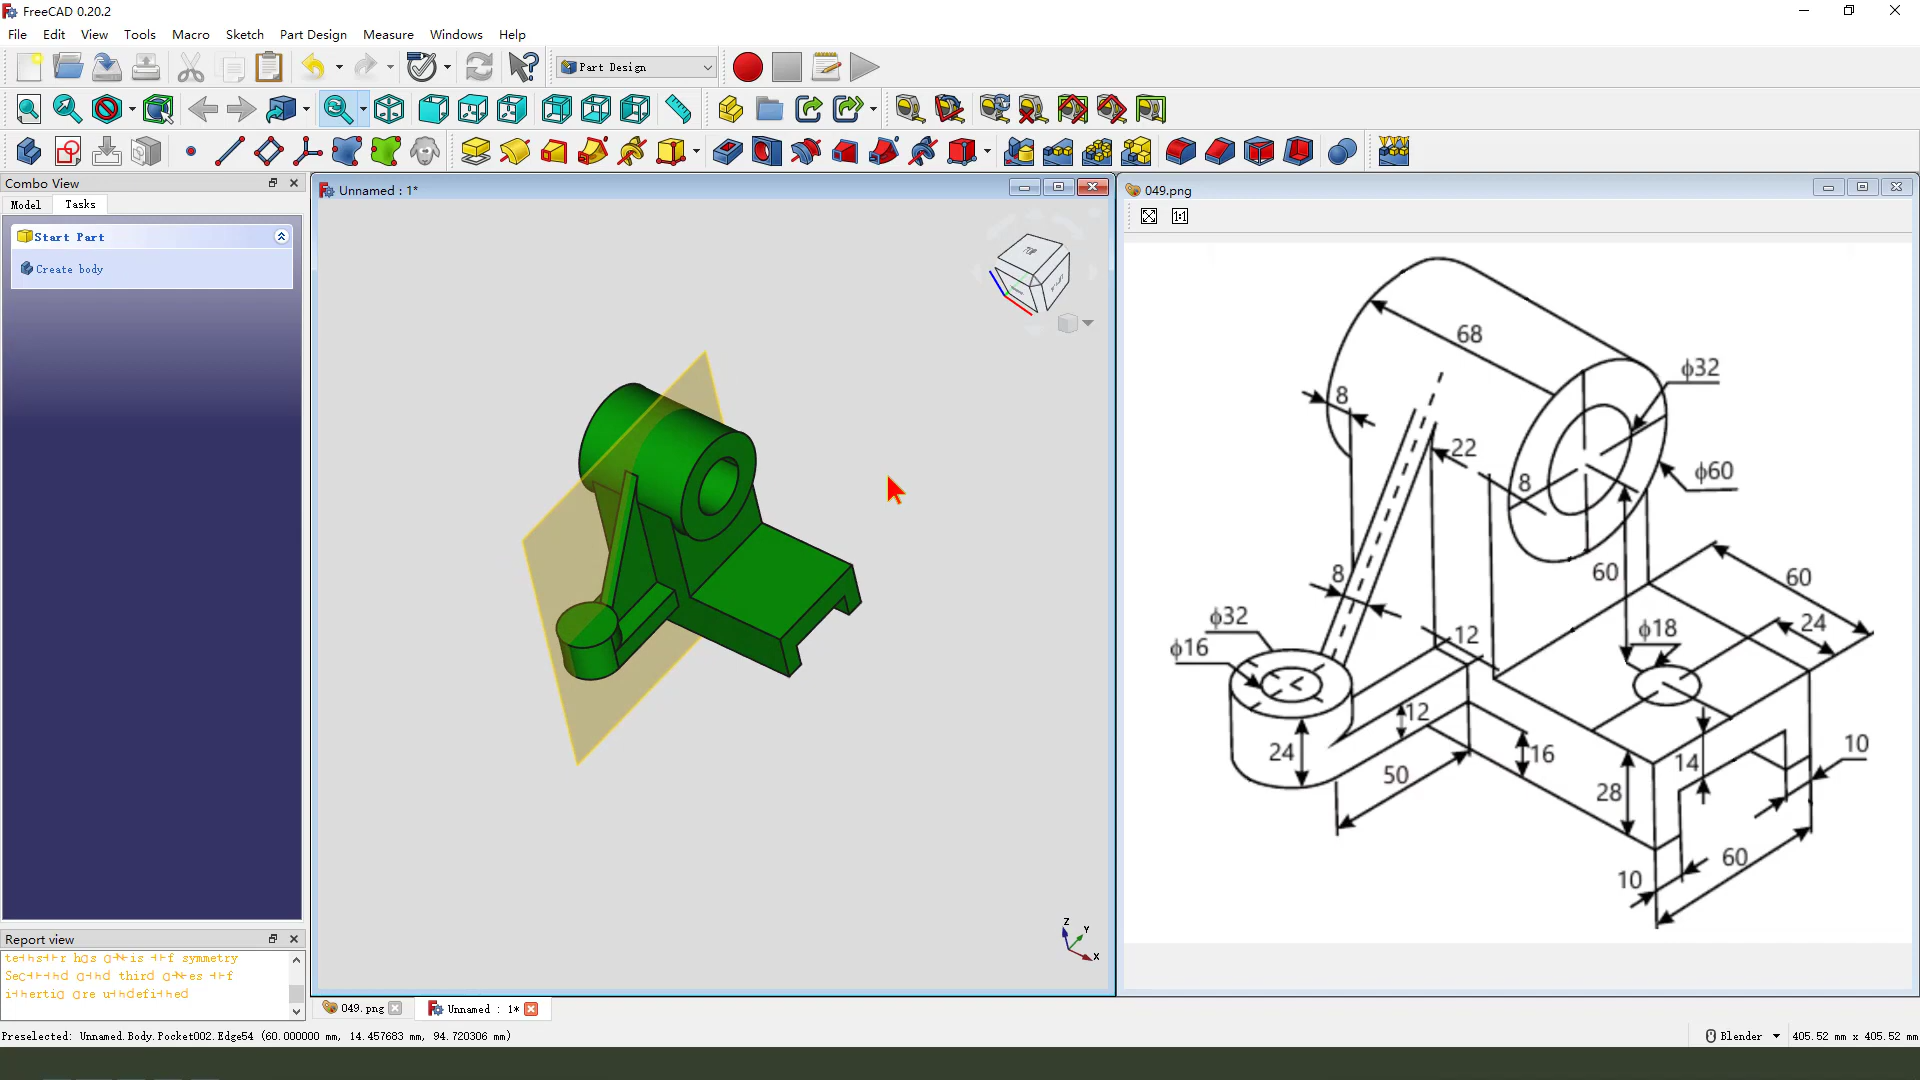 FreeCAD 0.20.2
File Edit View Tools Macro Sketch Part Design Measure Windows Help
Part Design
Combo View
Model Tasks
Start Part
Create body
Unnamed : 1*
TOP
Z
Y
X
049.png
1:1
68
ϕ32
8
22
8
ϕ60
60
60
8
24
ϕ32
ϕ18
ϕ16
12
12
24
16
14
10
50
28
60
10
Report view
049.png
Unnamed : 1*
Preselected: Unnamed.Body.Pocket002.Edge54 (60.000000 mm, 14.457683 mm, 94.720306 mm)
Blender
405.52 mm x 405.52 mm